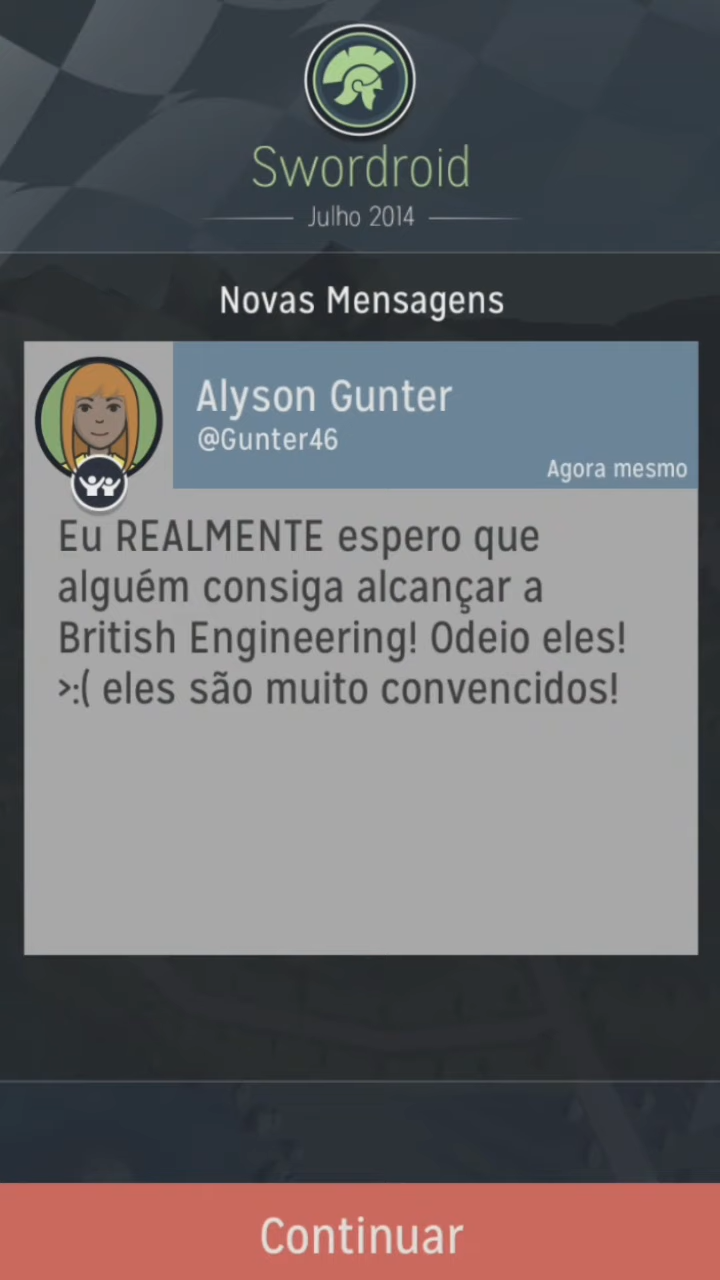 Swordroid
Julho 2014
Novas Mensagens
Alyson Gunter
@Gunter46
Agora mesmo
Eu REALMENTE espero que
alguém consiga alcançar a
British Engineering! Odeio eles!
>:( eles são muito convencidos!
Continuar